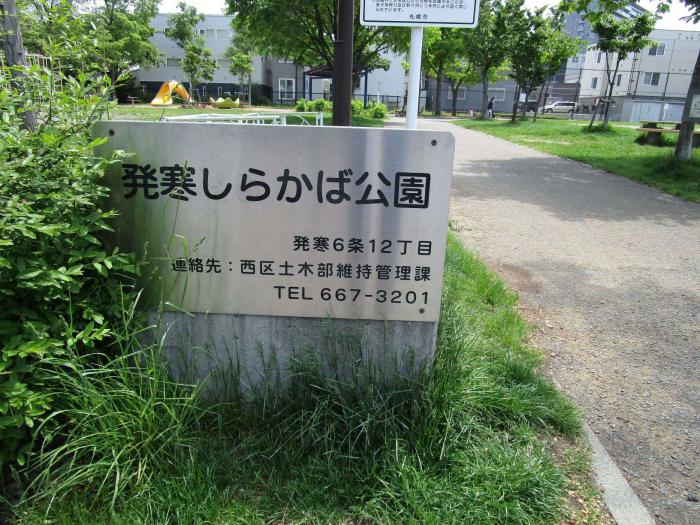 札幌市
発寒しらかば公園
発寒6条12丁目
連絡先：西区土木部維持管理課
TEL 667-3201